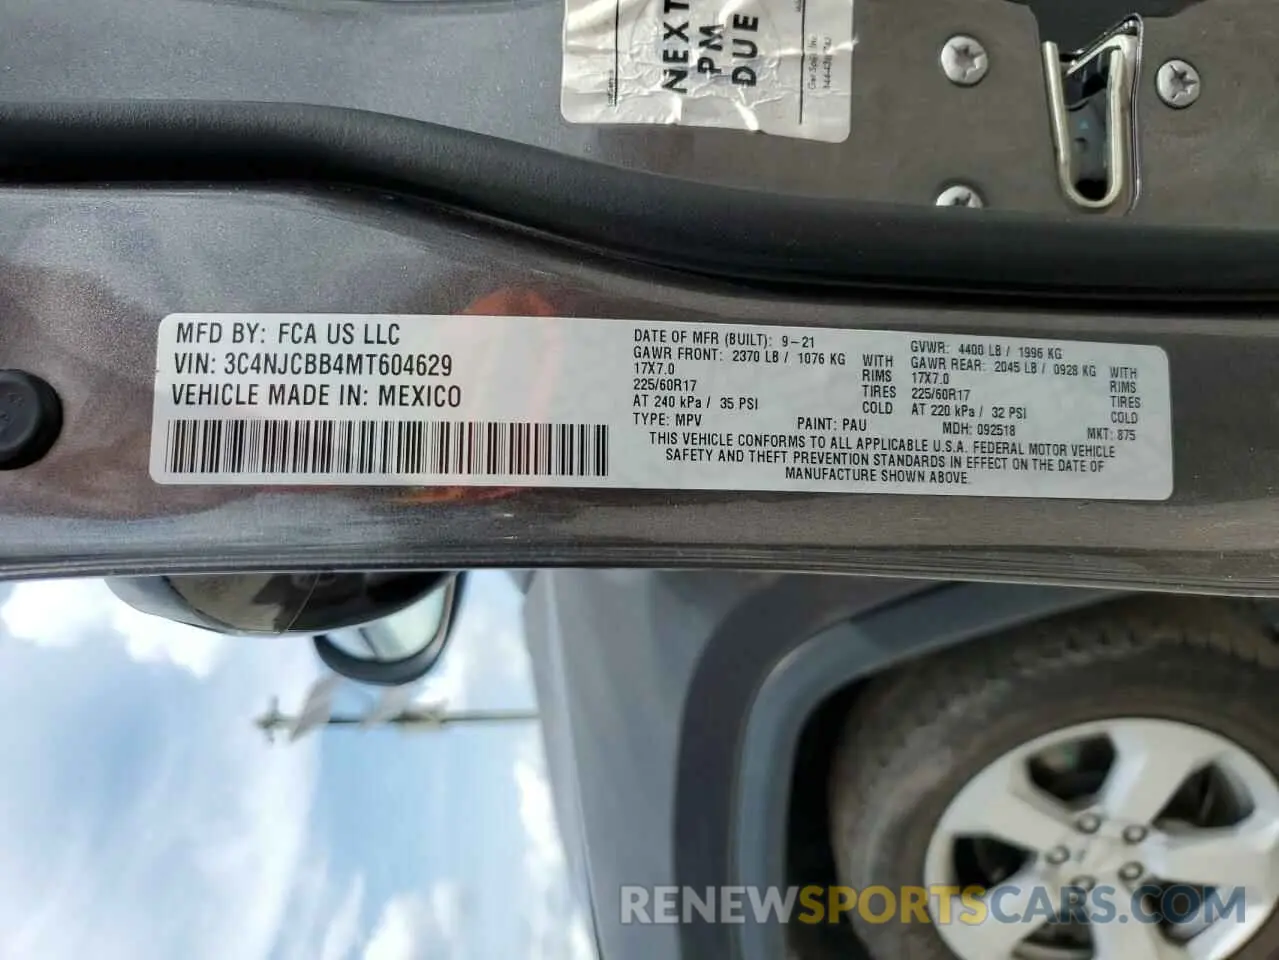 NEXT
PM
DUE
MFD BY: FCA US LLC
VIN: 3C4NJCBB4MT604629
VEHICLE MADE IN: MEXICO
DATE OF MFR (BUILT): 9-21
GAWR FRONT: 2370 LB / 1076 KG WITH
17X7.0 RIMS
225/60R17 TIRES
AT 240 kPa / 35 PSI COLD
TYPE: MPV PAINT: PAU
GVWR: 4400 LB / 1996 KG
GAWR REAR: 2045 LB / 0928 KG WITH
17X7.0 RIMS
225/60R17 TIRES
AT 220 kPa / 32 PSI COLD
MDH: 092518 MKT: 875
THIS VEHICLE CONFORMS TO ALL APPLICABLE U.S.A. FEDERAL MOTOR VEHICLE
SAFETY AND THEFT PREVENTION STANDARDS IN EFFECT ON THE DATE OF
MANUFACTURE SHOWN ABOVE.
RENEWSPORTSCARS.COM